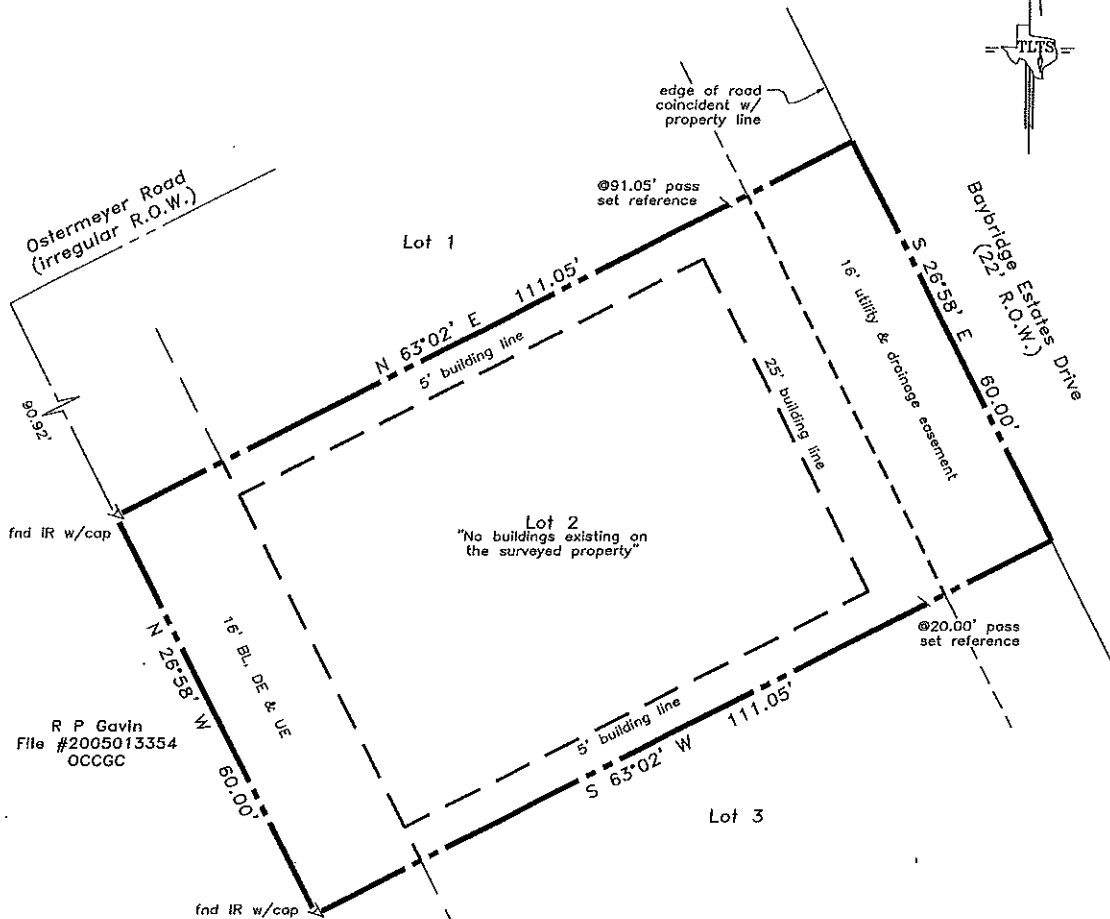 TLTS
edge of road
coincident w/
property line
Ostermeyer Road
(irregular R.O.W.)
@91.05' pass
set reference
Lot 1
Baybridge Estates Drive
(22' R.O.W.)
N 63°02' E 111.05'
5' building line
S 26°58' E 60.00'
16' utility & drainage easement
25' building line
90.92'
fnd IR w/cap
Lot 2
"No buildings existing on
the surveyed property"
@20.00' pass
set reference
16' BL, DE & UE
N 26°58' W 60.00'
R P Gavin
File #2005013354
OCCGC
5' building line
S 63°02' W 111.05'
Lot 3
fnd IR w/cap